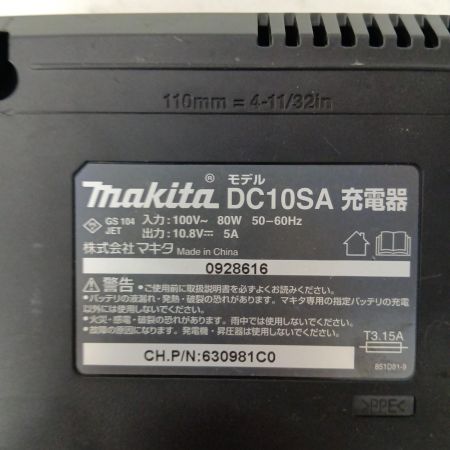 110mm = 4-11/32in
makita® モデル DC10SA 充電器
GS 104 入力:100V~ 80W 50-60Hz
JET 出力:10.8V⎓ 5A
株式会社マキタ Made in China
0928616
⚠警告 •ご使用前に取扱説明書を必ずよくお読みください。
•バッテリの液漏れ・発熱・破裂の恐れがあります。マキタ専用の指定バッテリの充電
以外には使用しないでください。
•火災・感電・破裂の恐れがあります。雨中では使用しないでください。
•故障の原因になります。発電機・昇圧器は使用しないでください。
T3.15A
CH.P/N:630981C0
851D81-9
>PPE<